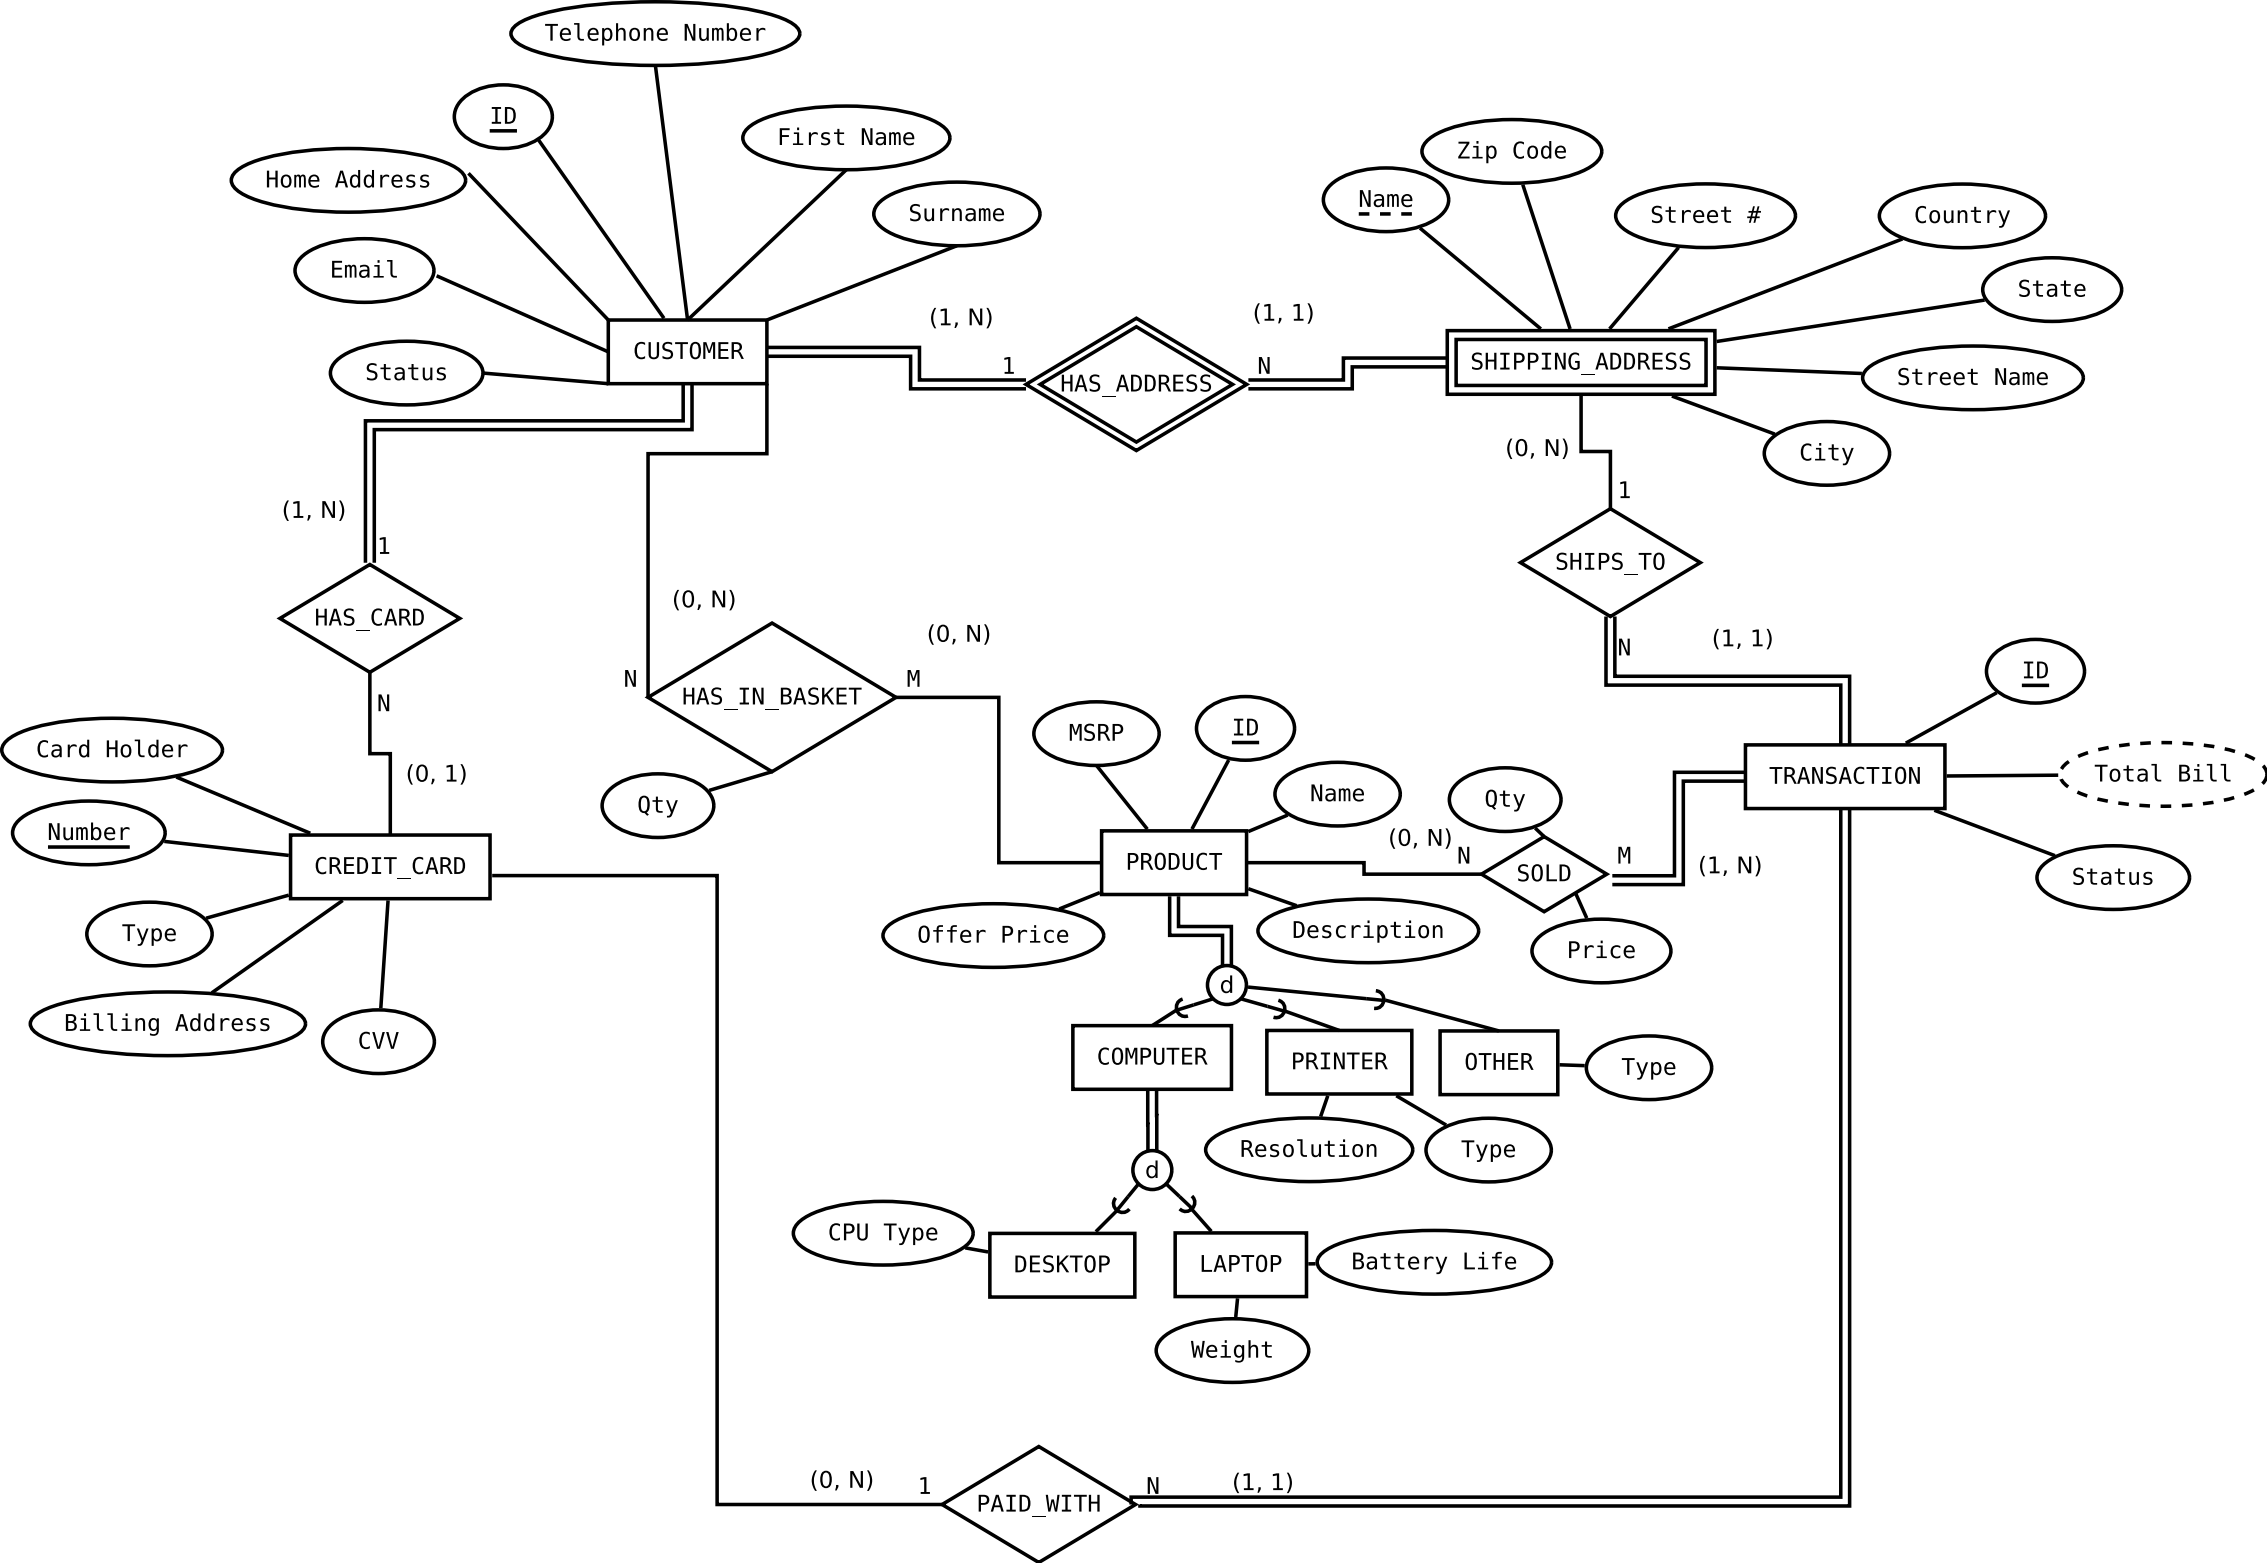 Telephone Number
ID
First Name
Zip Code
Home Address
Name
Surname
Street #
Country
Email
State
(1, N)
(1, 1)
CUSTOMER
SHIPPING_ADDRESS
1
N
Status
HAS_ADDRESS
Street Name
(0, N)
City
1
(1, N)
1
SHIPS_TO
HAS_CARD
(0, N)
(0, N)
N
(1, 1)
ID
N
M
HAS_IN_BASKET
N
MSRP
ID
Card Holder
(0, 1)
TRANSACTION
Total Bill
Qty
Name
Qty
Number
(0, N)
N
M
(1, N)
CREDIT_CARD
PRODUCT
SOLD
Status
Type
Offer Price
Description
Price
d
Billing Address
CVV
COMPUTER
PRINTER
OTHER
Type
Resolution
Type
d
CPU Type
DESKTOP
LAPTOP
Battery Life
Weight
(0, N)
1
N
(1, 1)
PAID_WITH